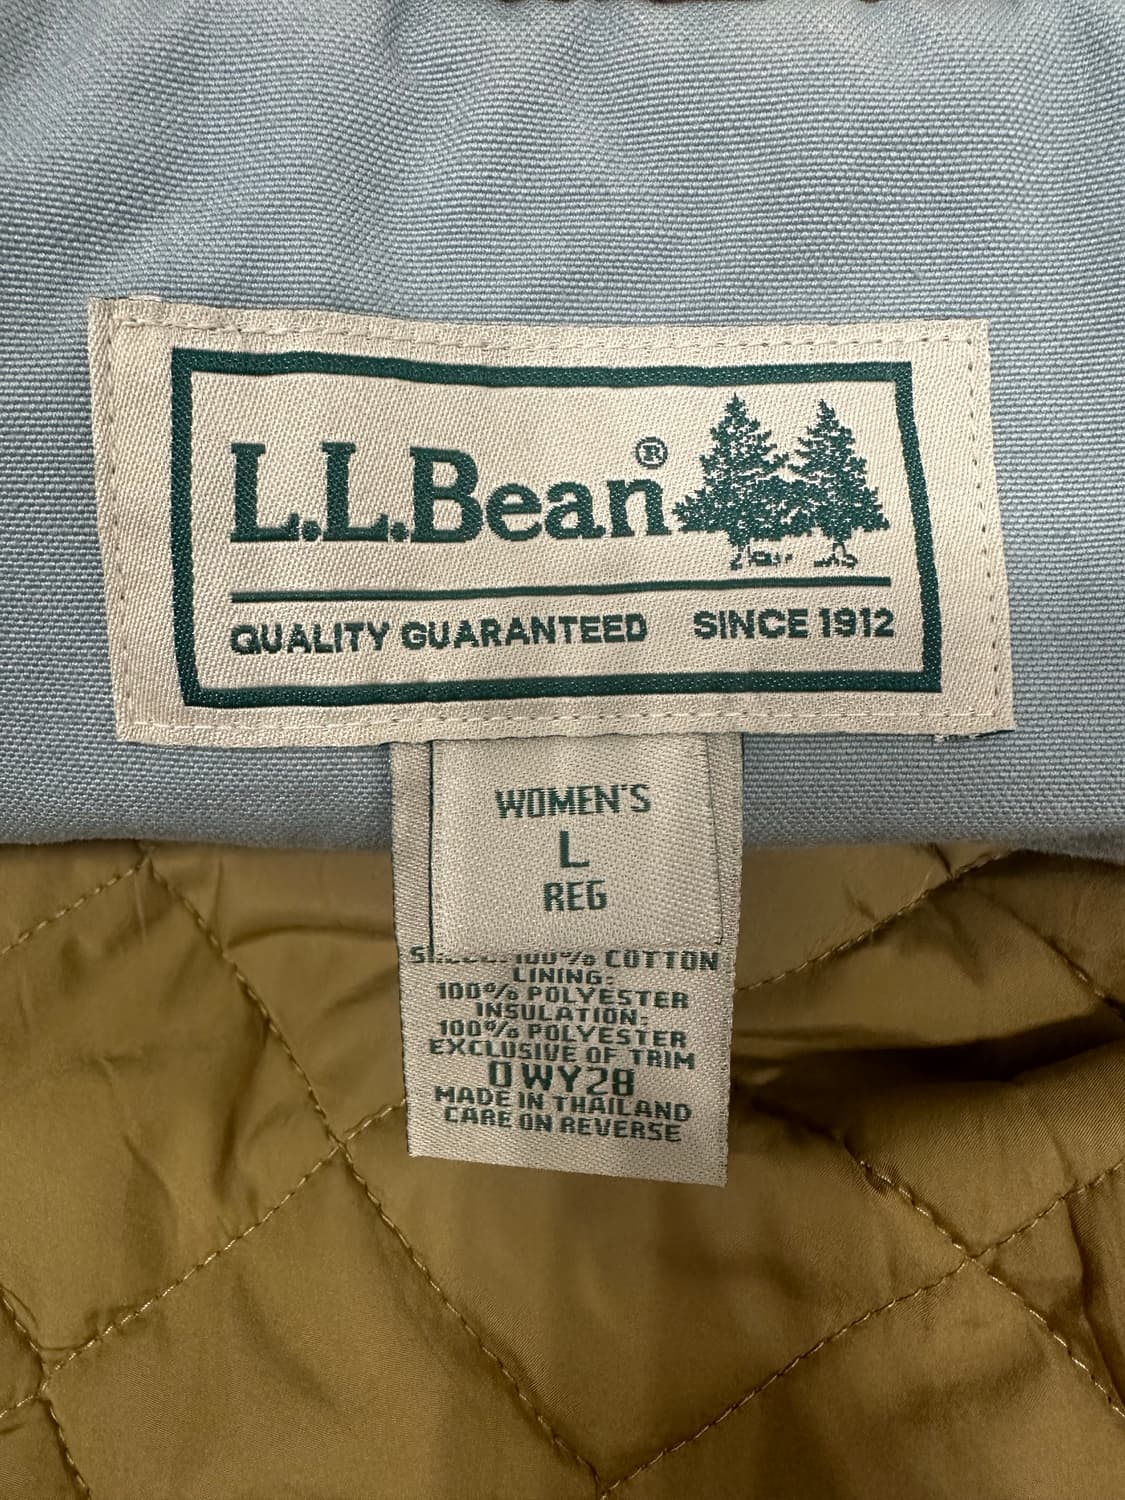 L.L.Bean®
QUALITY GUARANTEED SINCE 1912
WOMEN'S
L
REG
100% COTTON
LINING:
100% POLYESTER
INSULATION:
100% POLYESTER
EXCLUSIVE OF TRIM
0WY28
MADE IN THAILAND
CARE ON REVERSE